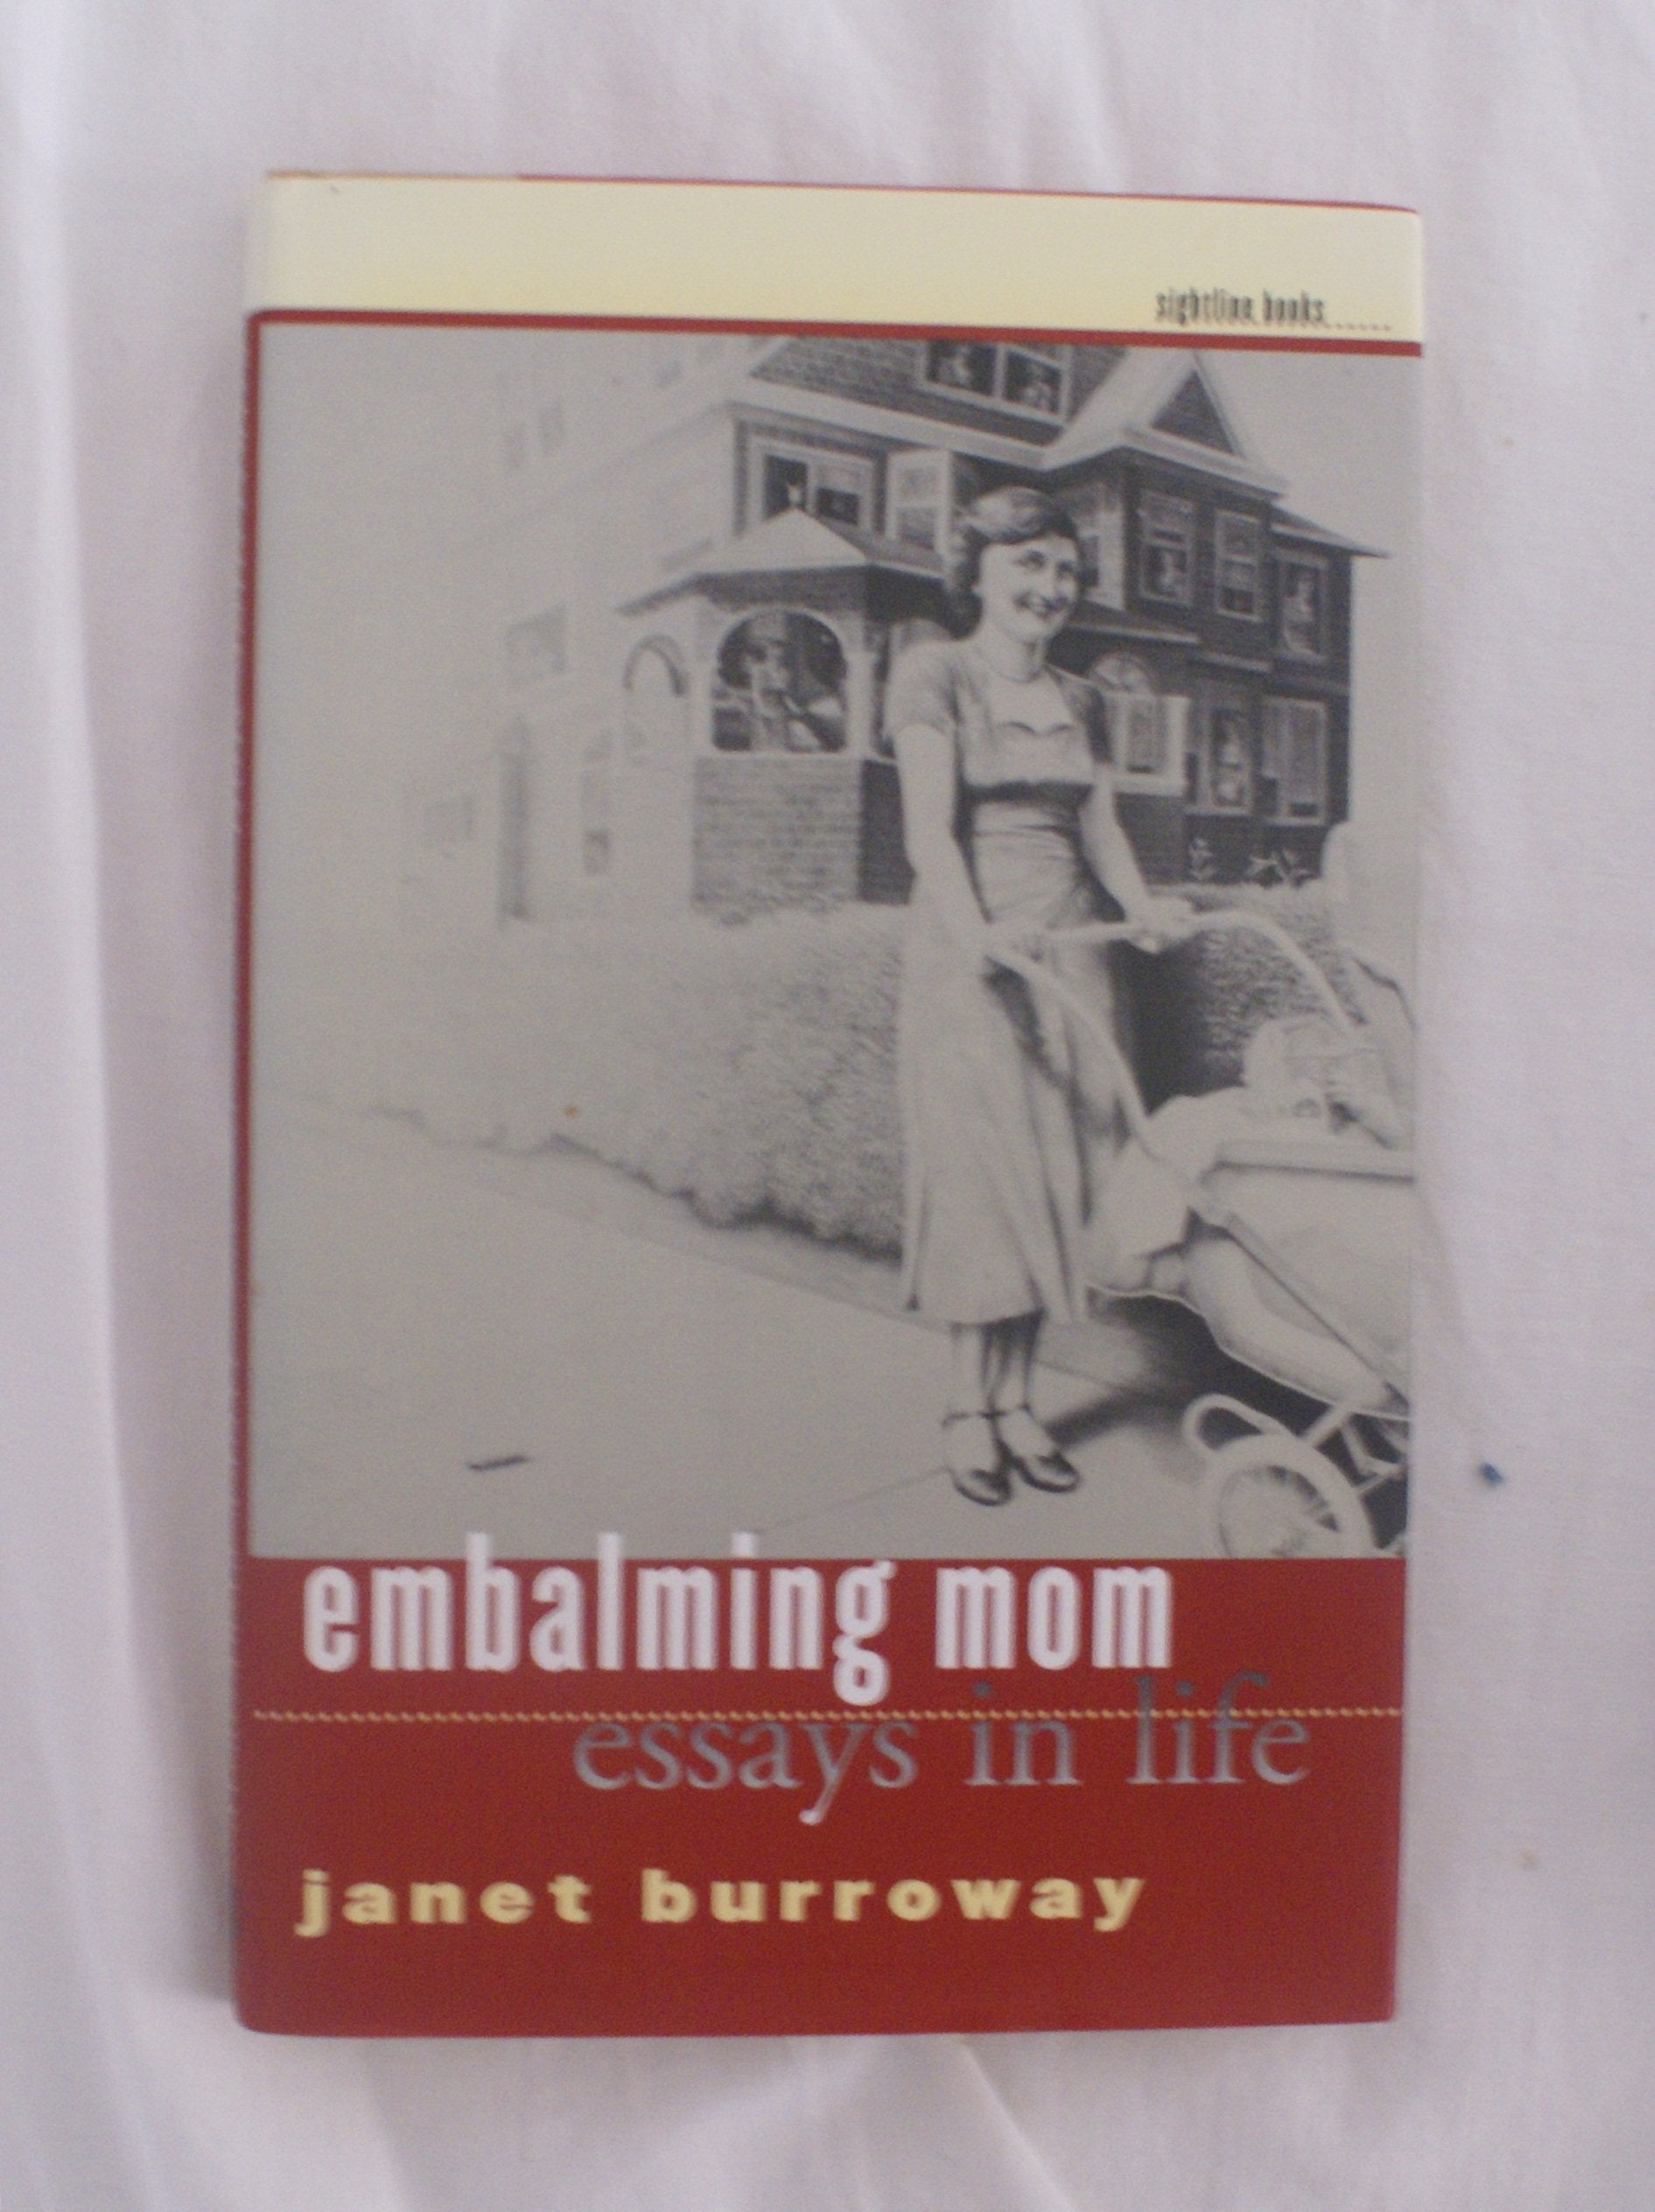 sightline books
embalming mom
essays in life
janet burroway